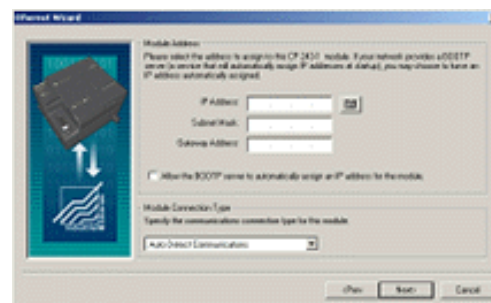 Ethernet Wizard
Module Address
Please select the address to assign to the CP 243-1 module. If your network provides a BOOTP
server (a service that will automatically assign IP addresses at startup), you may choose to have an
IP address automatically assigned.
IP Address:
Subnet Mask:
Gateway Address:
Allow the BOOTP server to automatically assign an IP address for the module.
Module Connection Type
Specify the communications connection type for this module.
Auto Detect Communications
<Prev
Next>
Cancel